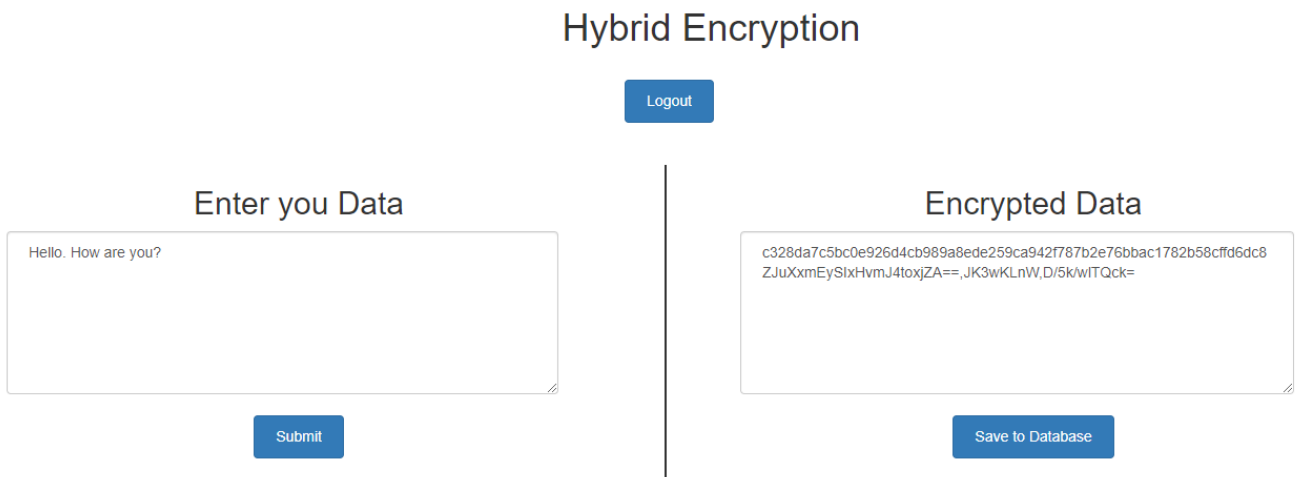 Hybrid Encryption
Logout
Enter you Data
Hello. How are you?
Submit
Encrypted Data
c328da7c5bc0e926d4cb989a8ede259ca942f787b2e76bbac1782b58cffd6dc8
ZJuXxmEySIxHvmJ4toxjZA==,JK3wKLnW,D/5k/wITQck=
Save to Database